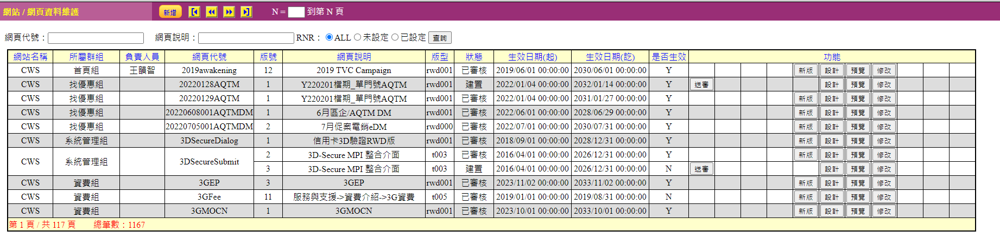 網站 / 網頁資料維護 新增 N = 到第 N 頁
網頁代號： 網頁說明： RNR： ALL 未設定 已設定 查詢
網站名稱 所屬群組 負責人員 網頁代號 版號 網頁說明 版型 狀態 生效日期(起) 生效日期(訖) 是否生效 功能
CWS 首頁組 王韻智 2019awakening 12 2019 TVC Campaign rwd001 已審核 2019/06/01 00:00:00 2030/06/01 00:00:00 Y 新版 設計 預覽 修改
CWS 找優惠組 20220128AQTM 1 Y220201檔期_單門號AQTM rwd001 建置 2022/01/04 00:00:00 2032/01/14 00:00:00 Y 送審 設計 預覽 修改
CWS 找優惠組 20220129AQTM 1 Y220201檔期_單門號AQTM rwd001 已審核 2022/01/04 00:00:00 2031/01/27 00:00:00 Y 新版 設計 預覽 修改
CWS 找優惠組 20220608001AQTMDM 1 6月區企/AQTM DM rwd001 已審核 2022/06/01 00:00:00 2028/06/29 00:00:00 Y 新版 設計 預覽 修改
CWS 找優惠組 20220705001AQTMDM 2 7月促案電銷eDM rwd000 已審核 2022/07/01 00:00:00 2030/07/31 00:00:00 Y 新版 設計 預覽 修改
CWS 系統管理組 3DSecureDialog 1 信用卡3D驗證RWD版 rwd001 已審核 2018/09/01 00:00:00 2028/12/31 00:00:00 Y 新版 設計 預覽 修改
CWS 系統管理組 3DSecureSubmit 2 3D-Secure MPI 整合介面 t003 已審核 2016/04/01 00:00:00 2026/12/31 00:00:00 Y 新版 設計 預覽 修改
3 3D-Secure MPI 整合介面 t003 建置 2016/04/01 00:00:00 2026/12/31 00:00:00 N 送審 設計 預覽 修改
CWS 資費組 3GEP 3 3GEP rwd001 已審核 2023/11/02 00:00:00 2033/11/02 00:00:00 Y 新版 設計 預覽 修改
CWS 資費組 3GFee 11 服務與支援->資費介紹->3G資費 t005 已審核 2019/01/01 00:00:00 2019/08/31 00:00:00 N 新版 設計 預覽 修改
CWS 資費組 3GMOCN 1 3GMOCN rwd001 已審核 2023/10/01 00:00:00 2033/10/01 00:00:00 Y 新版 設計 預覽 修改
第 1 頁 / 共 117 頁 總筆數：1167